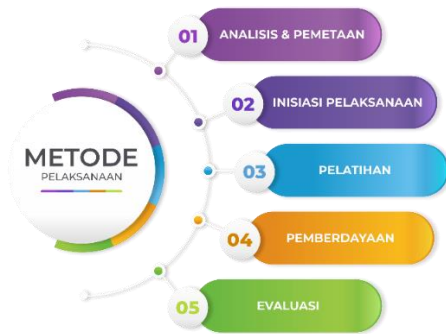 METODE
PELAKSANAAN
01 ANALISIS & PEMETAAN
02 INISIASI PELAKSANAAN
03 PELATIHAN
04 PEMBERDAYAAN
05 EVALUASI